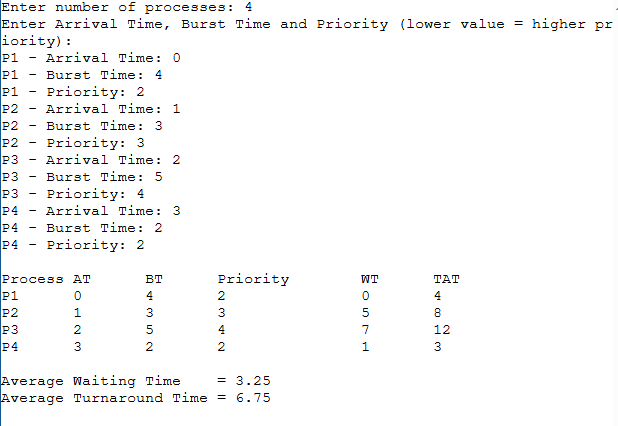 Enter number of processes: 4
Enter Arrival Time, Burst Time and Priority (lower value = higher pr
iority):
P1 - Arrival Time: 0
P1 - Burst Time: 4
P1 - Priority: 2
P2 - Arrival Time: 1
P2 - Burst Time: 3
P2 - Priority: 3
P3 - Arrival Time: 2
P3 - Burst Time: 5
P3 - Priority: 4
P4 - Arrival Time: 3
P4 - Burst Time: 2
P4 - Priority: 2
Process AT BT Priority WT TAT
P1 0 4 2 0 4
P2 1 3 3 5 8
P3 2 5 4 7 12
P4 3 2 2 1 3
Average Waiting Time = 3.25
Average Turnaround Time = 6.75